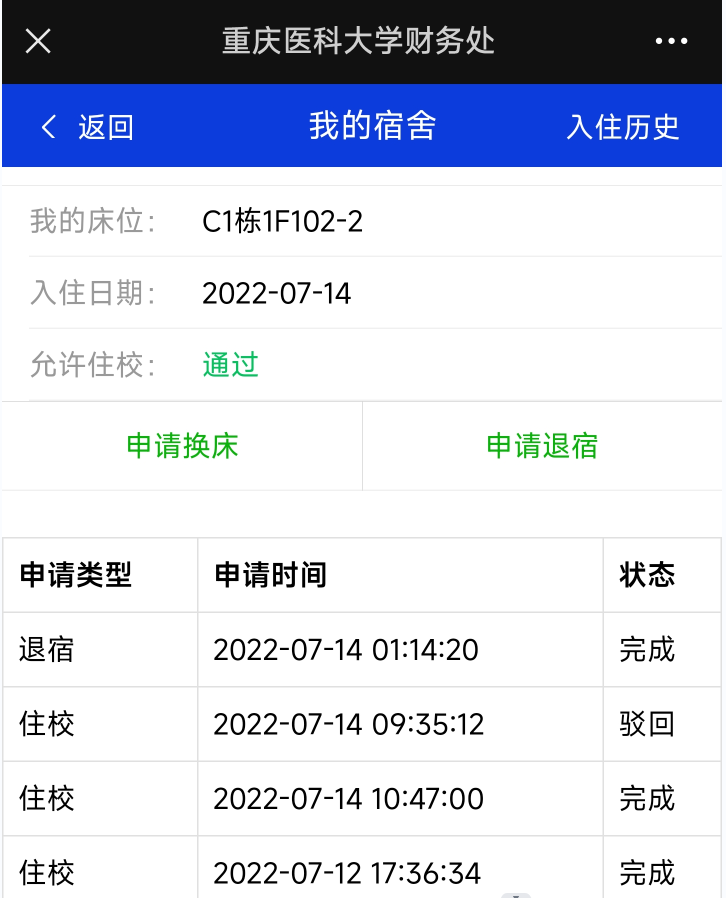 重庆医科大学财务处
返回 我的宿舍 入住历史
我的床位： C1栋1F102-2
入住日期： 2022-07-14
允许住校： 通过
申请换床 申请退宿
申请类型 申请时间 状态
退宿 2022-07-14 01:14:20 完成
住校 2022-07-14 09:35:12 驳回
住校 2022-07-14 10:47:00 完成
住校 2022-07-12 17:36:34 完成